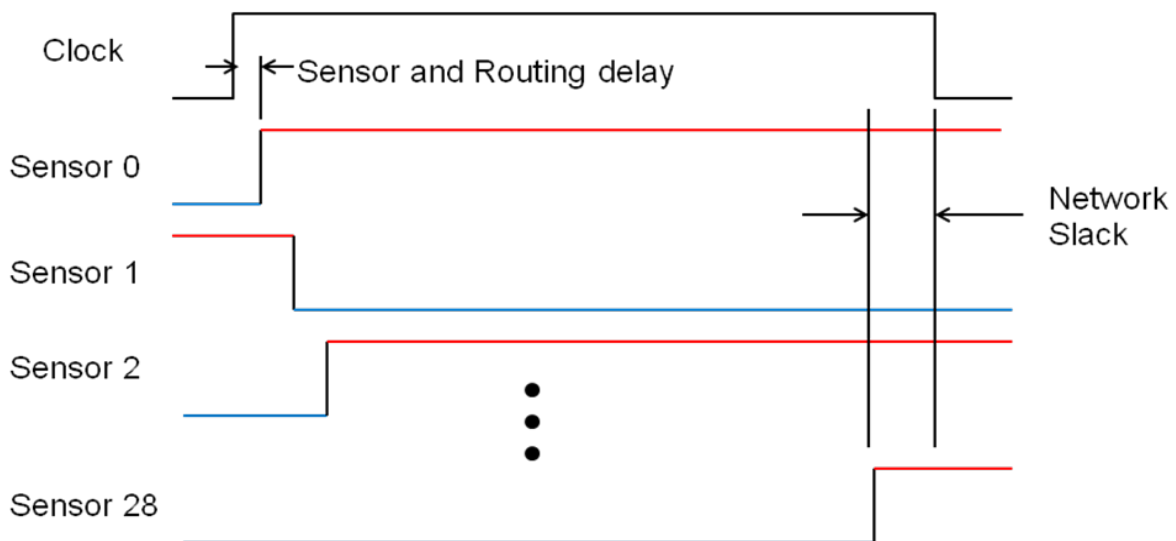 Clock
Sensor and Routing delay
Sensor 0
Network
Slack
Sensor 1
Sensor 2
Sensor 28